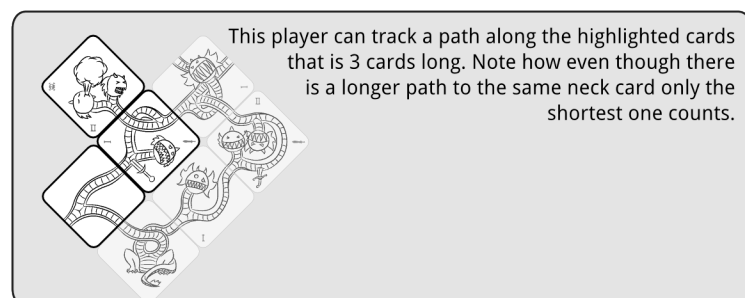 This player can track a path along the highlighted cards
that is 3 cards long. Note how even though there
is a longer path to the same neck card only the
shortest one counts.